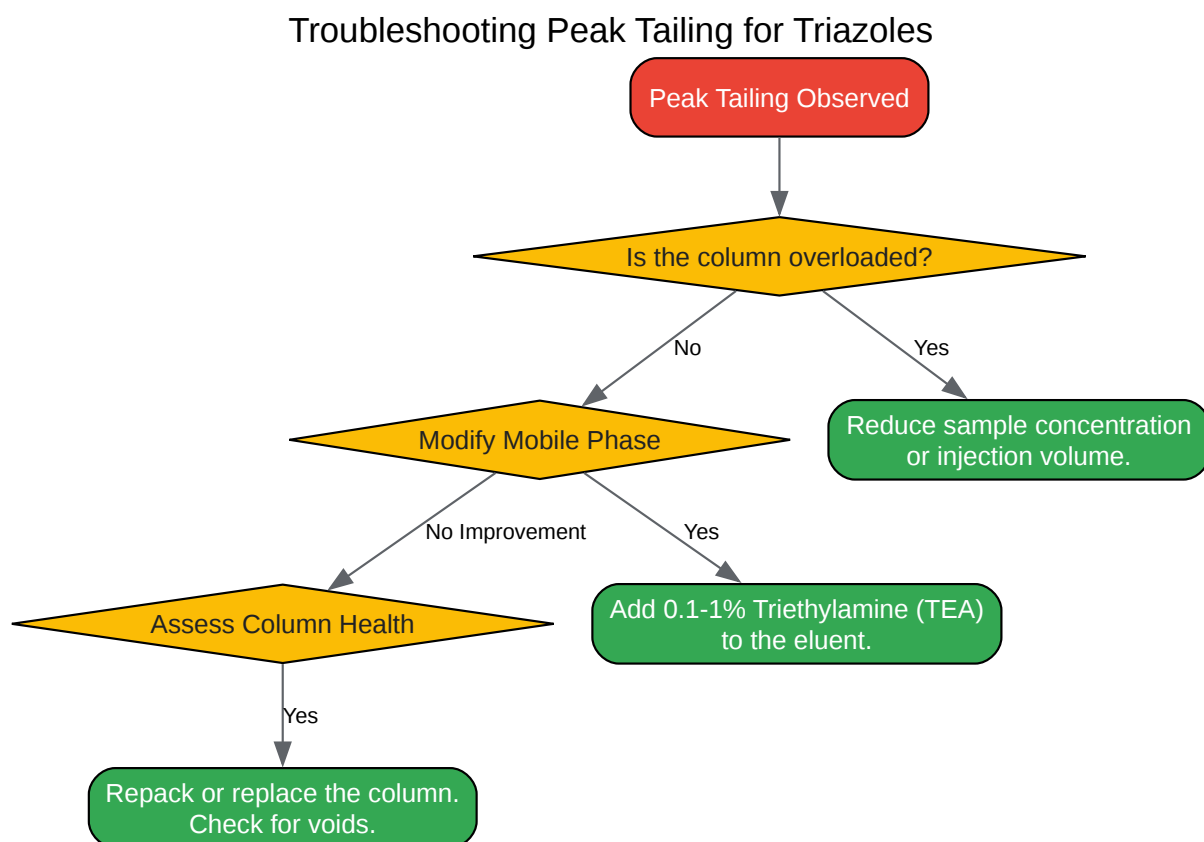 Troubleshooting Peak Tailing for Triazoles
Peak Tailing Observed
Is the column overloaded?
No
Yes
Modify Mobile Phase
Reduce sample concentration
or injection volume.
No Improvement
Yes
Assess Column Health
Add 0.1-1% Triethylamine (TEA)
to the eluent.
Yes
Repack or replace the column.
Check for voids.